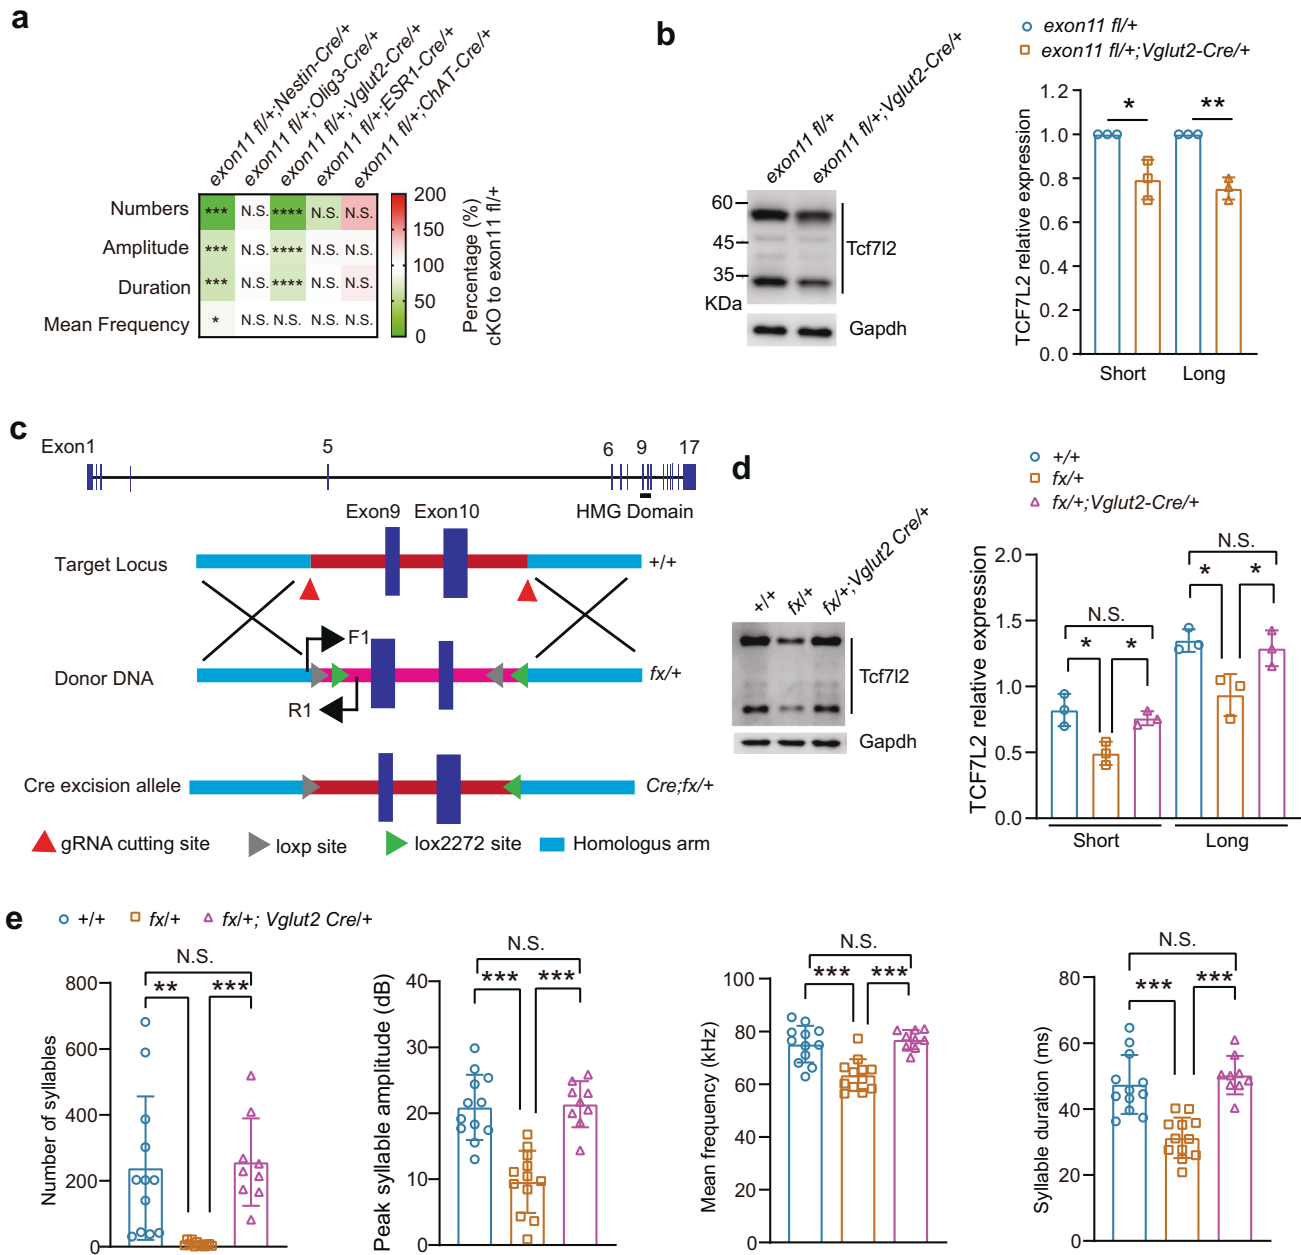 a
exon11 fl/+;Nestin-Cre/+
exon11 fl/+;Olig3-Cre/+
exon11 fl/+;Vglut2-Cre/+
exon11 fl/+;ESR1-Cre/+
exon11 fl/+;ChAT-Cre/+
Numbers *** N.S. **** N.S. N.S.
Amplitude *** N.S. **** N.S. N.S.
Duration *** N.S. **** N.S. N.S.
Mean Frequency * N.S. N.S. N.S. N.S.
200
150
100
50
0
Percentage (%)
cKO to exon11 fl/+
b
exon11 fl/+
exon11 fl/+;Vglut2-Cre/+
60
45
35
KDa
Tcf7l2
Gapdh
exon11 fl/+
exon11 fl/+;Vglut2-Cre/+
TCF7L2 relative expression
1.2
1.0
0.8
0.6
0.4
0.2
0.0
* **
Short Long
c
Exon1 5 6 9 17
HMG Domain
Exon9 Exon10
Target Locus +/+
F1
Donor DNA fx/+
R1
Cre excision allele Cre;fx/+
gRNA cutting site loxp site lox2272 site Homologus arm
d
+/+
fx/+
fx/+;Vglut2 Cre/+
Tcf7l2
Gapdh
+/+
fx/+
fx/+;Vglut2-Cre/+
TCF7L2 relative expression
2.0
1.5
1.0
0.5
0.0
N.S.
* *
N.S.
* *
Short Long
e
+/+ fx/+ fx/+; Vglut2 Cre/+
Number of syllables
800
600
400
200
0
N.S.
** ***
Peak syllable amplitude (dB)
40
30
20
10
0
N.S.
*** ***
Mean frequency (kHz)
100
80
60
40
20
0
N.S.
*** ***
Syllable duration (ms)
80
60
40
20
0
N.S.
*** ***